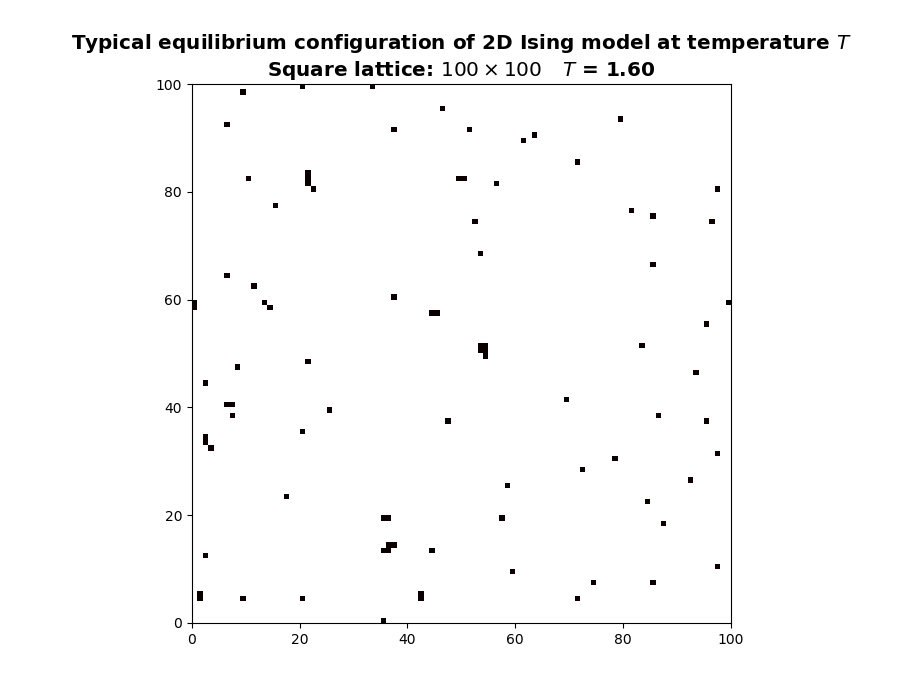 Typical equilibrium configuration of 2D Ising model at temperature T
Square lattice: 100 × 100 T = 1.60
100
80
60
40
20
0
0 20 40 60 80 100